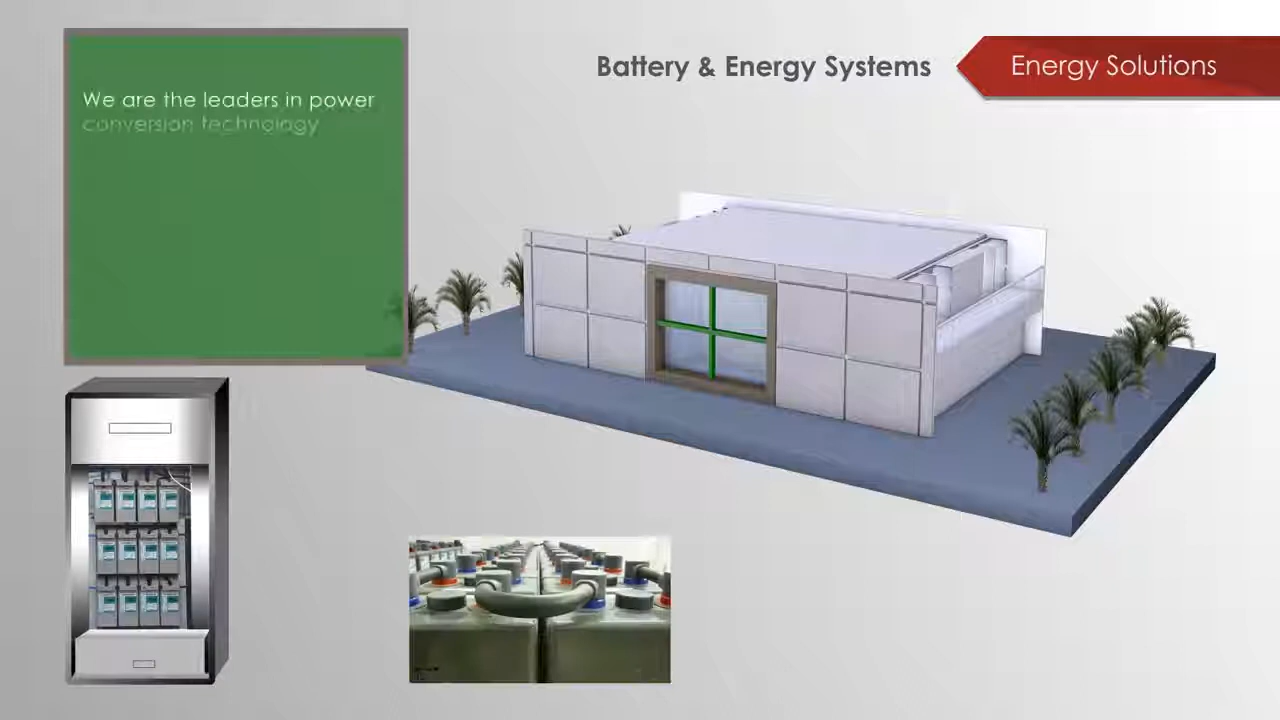 Battery & Energy Systems
Energy Solutions
We are the leaders in power
conversion technology